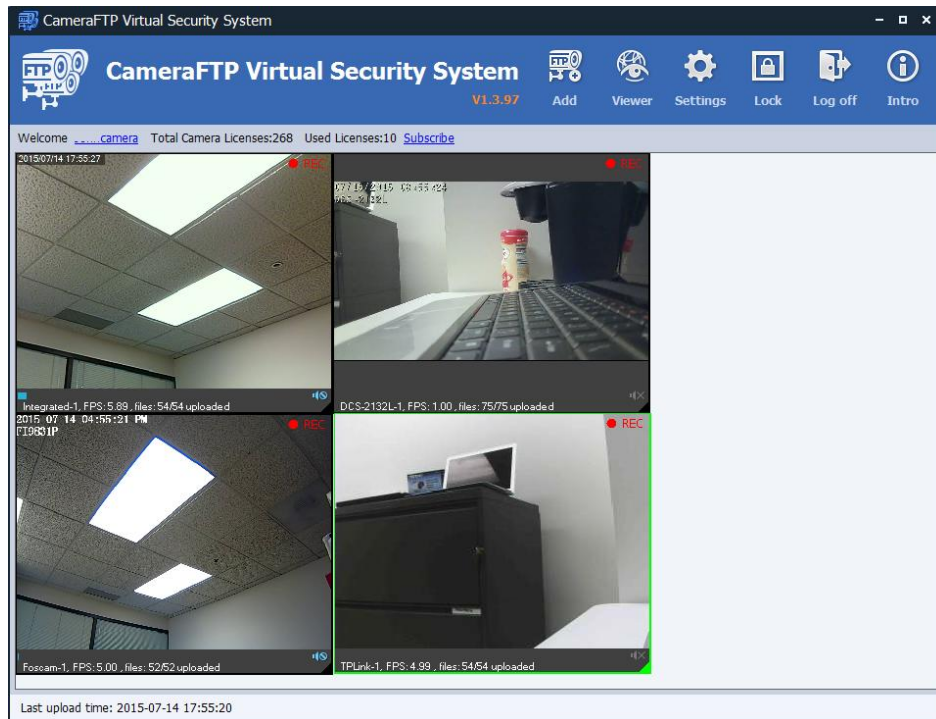 CameraFTP Virtual Security System
CameraFTP Virtual Security System
V1.3.97
Add Viewer Settings Lock Log off Intro
Welcome camera Total Camera Licenses:268 Used Licenses:10 Subscribe
2015/07/14 17:55:27 REC
REC
Integrated-1, FPS: 5.89, files: 54/54 uploaded
DCS-2132L-1, FPS: 1.00, files: 75/75 uploaded
2015 07 14 04:55:21 PM REC
FI9831P
REC
Foscam-1, FPS: 5.00 , files: 52/52 uploaded
TPLink-1, FPS: 4.99 , files: 54/54 uploaded
Last upload time: 2015-07-14 17:55:20